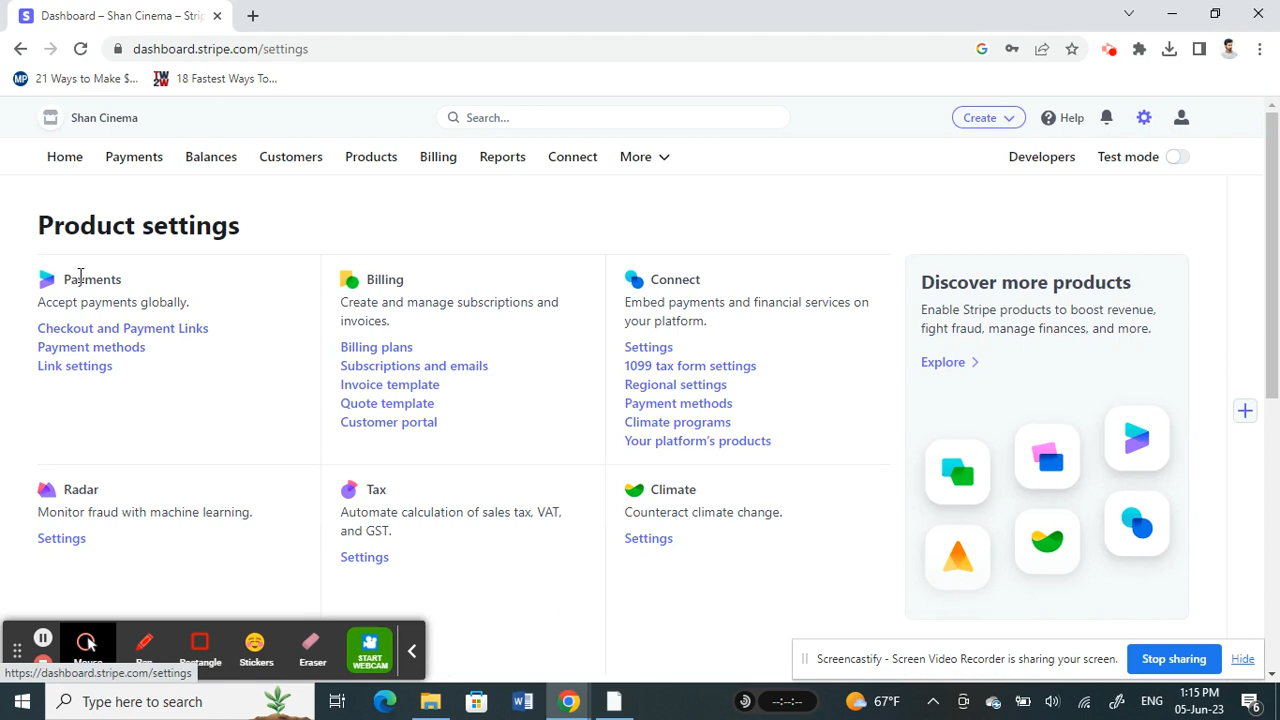 Dashboard – Shan Cinema – Strip
dashboard.stripe.com/settings
MP 21 Ways to Make $...
TW 2W 18 Fastest Ways To...
Shan Cinema
Search...
Create
Help
Home Payments Balances Customers Products Billing Reports Connect More
Developers Test mode
Product settings
Payments
Accept payments globally.
Checkout and Payment Links
Payment methods
Link settings
Billing
Create and manage subscriptions and
invoices.
Billing plans
Subscriptions and emails
Invoice template
Quote template
Customer portal
Connect
Embed payments and financial services on
your platform.
Settings
1099 tax form settings
Regional settings
Payment methods
Climate programs
Your platform's products
Discover more products
Enable Stripe products to boost revenue,
fight fraud, manage finances, and more.
Explore
Radar
Monitor fraud with machine learning.
Settings
Tax
Automate calculation of sales tax, VAT,
and GST.
Settings
Climate
Counteract climate change.
Settings
Mouse Pen Rectangle Stickers Eraser
START
WEBCAM
https://dashboard.stripe.com/settings
Screencastify - Screen Video Recorder is sharing your screen.
Stop sharing
Hide
Type here to search
--:--:--
67°F
ENG
1:15 PM
05-Jun-23
6